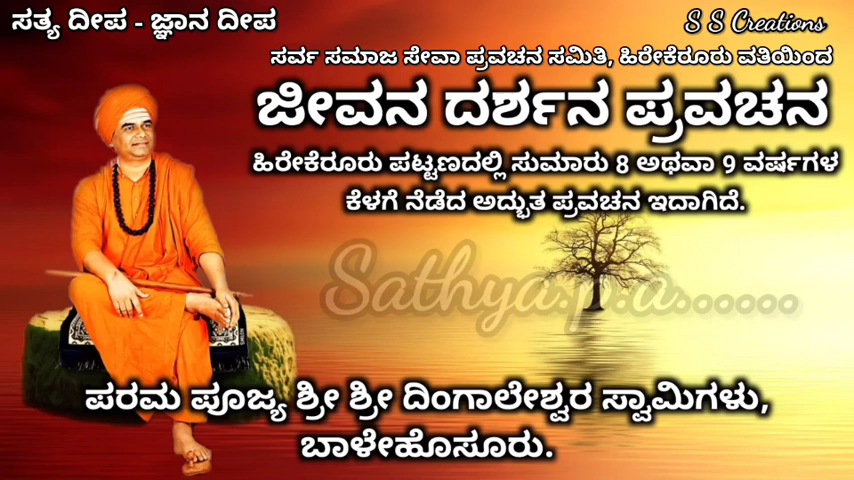 ಸತ್ಯ ದೀಪ - ಜ್ಞಾನ ದೀಪ
S S Creations
ಸರ್ವ ಸಮಾಜ ಸೇವಾ ಪ್ರವಚನ ಸಮಿತಿ, ಹಿರೇಕೆರೂರು ವತಿಯಿಂದ
ಜೀವನ ದರ್ಶನ ಪ್ರವಚನ
ಹಿರೇಕೆರೂರು ಪಟ್ಟಣದಲ್ಲಿ ಸುಮಾರು 8 ಅಥವಾ 9 ವರ್ಷಗಳ
ಕೆಳಗೆ ನೆಡೆದ ಅದ್ಭುತ ಪ್ರವಚನ ಇದಾಗಿದೆ.
Sathya.p.a......
ಪರಮ ಪೂಜ್ಯ ಶ್ರೀ ಶ್ರೀ ದಿಂಗಾಲೇಶ್ವರ ಸ್ವಾಮಿಗಳು,
ಬಾಳೇಹೊಸೂರು.